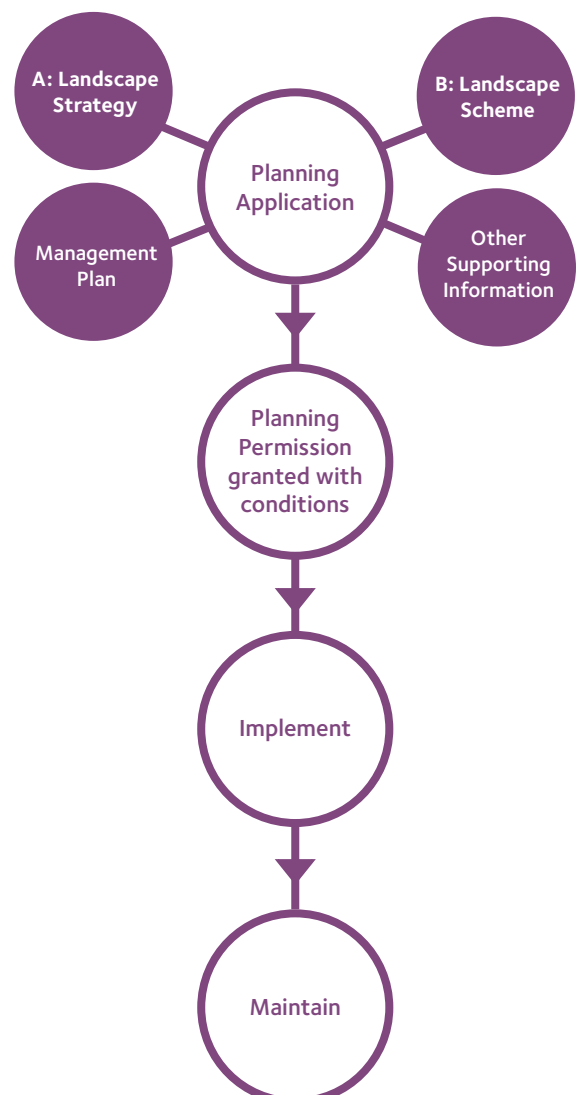 A: Landscape
Strategy
B: Landscape
Scheme
Planning
Application
Management
Plan
Other
Supporting
Information
Planning
Permission
granted with
conditions
Implement
Maintain